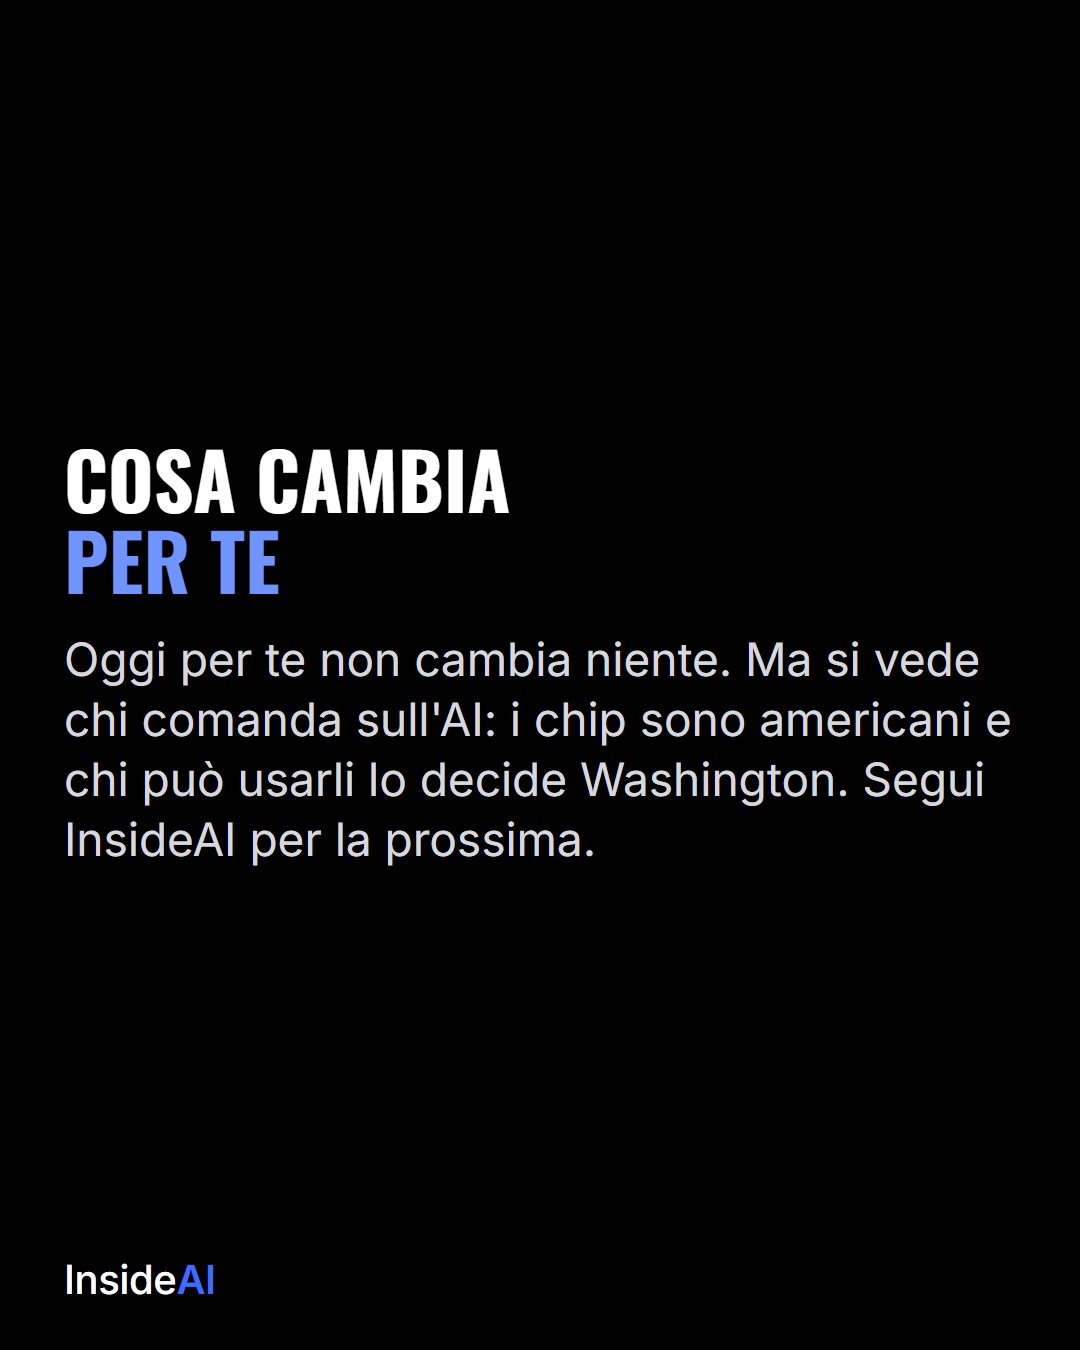 COSA CAMBIA
PER TE
Oggi per te non cambia niente. Ma si vede
chi comanda sull'AI: i chip sono americani e
chi può usarli lo decide Washington. Segui
InsideAI per la prossima.
InsideAI